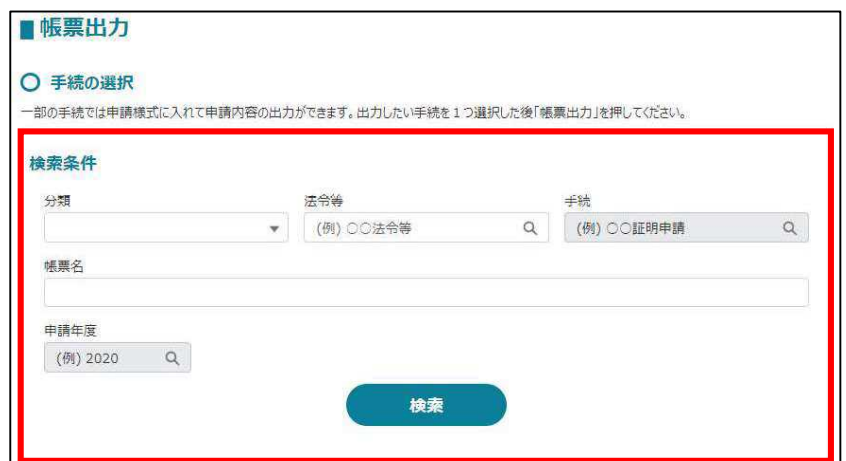 ■帳票出力
手続の選択
一部の手続では申請様式に入れて申請内容の出力ができます。出力したい手続を1つ選択した後「帳票出力」を押してください。
検索条件
分類 法令等 手続
(例) 〇〇法令等 (例) 〇〇証明申請
帳票名
申請年度
(例) 2020
検索